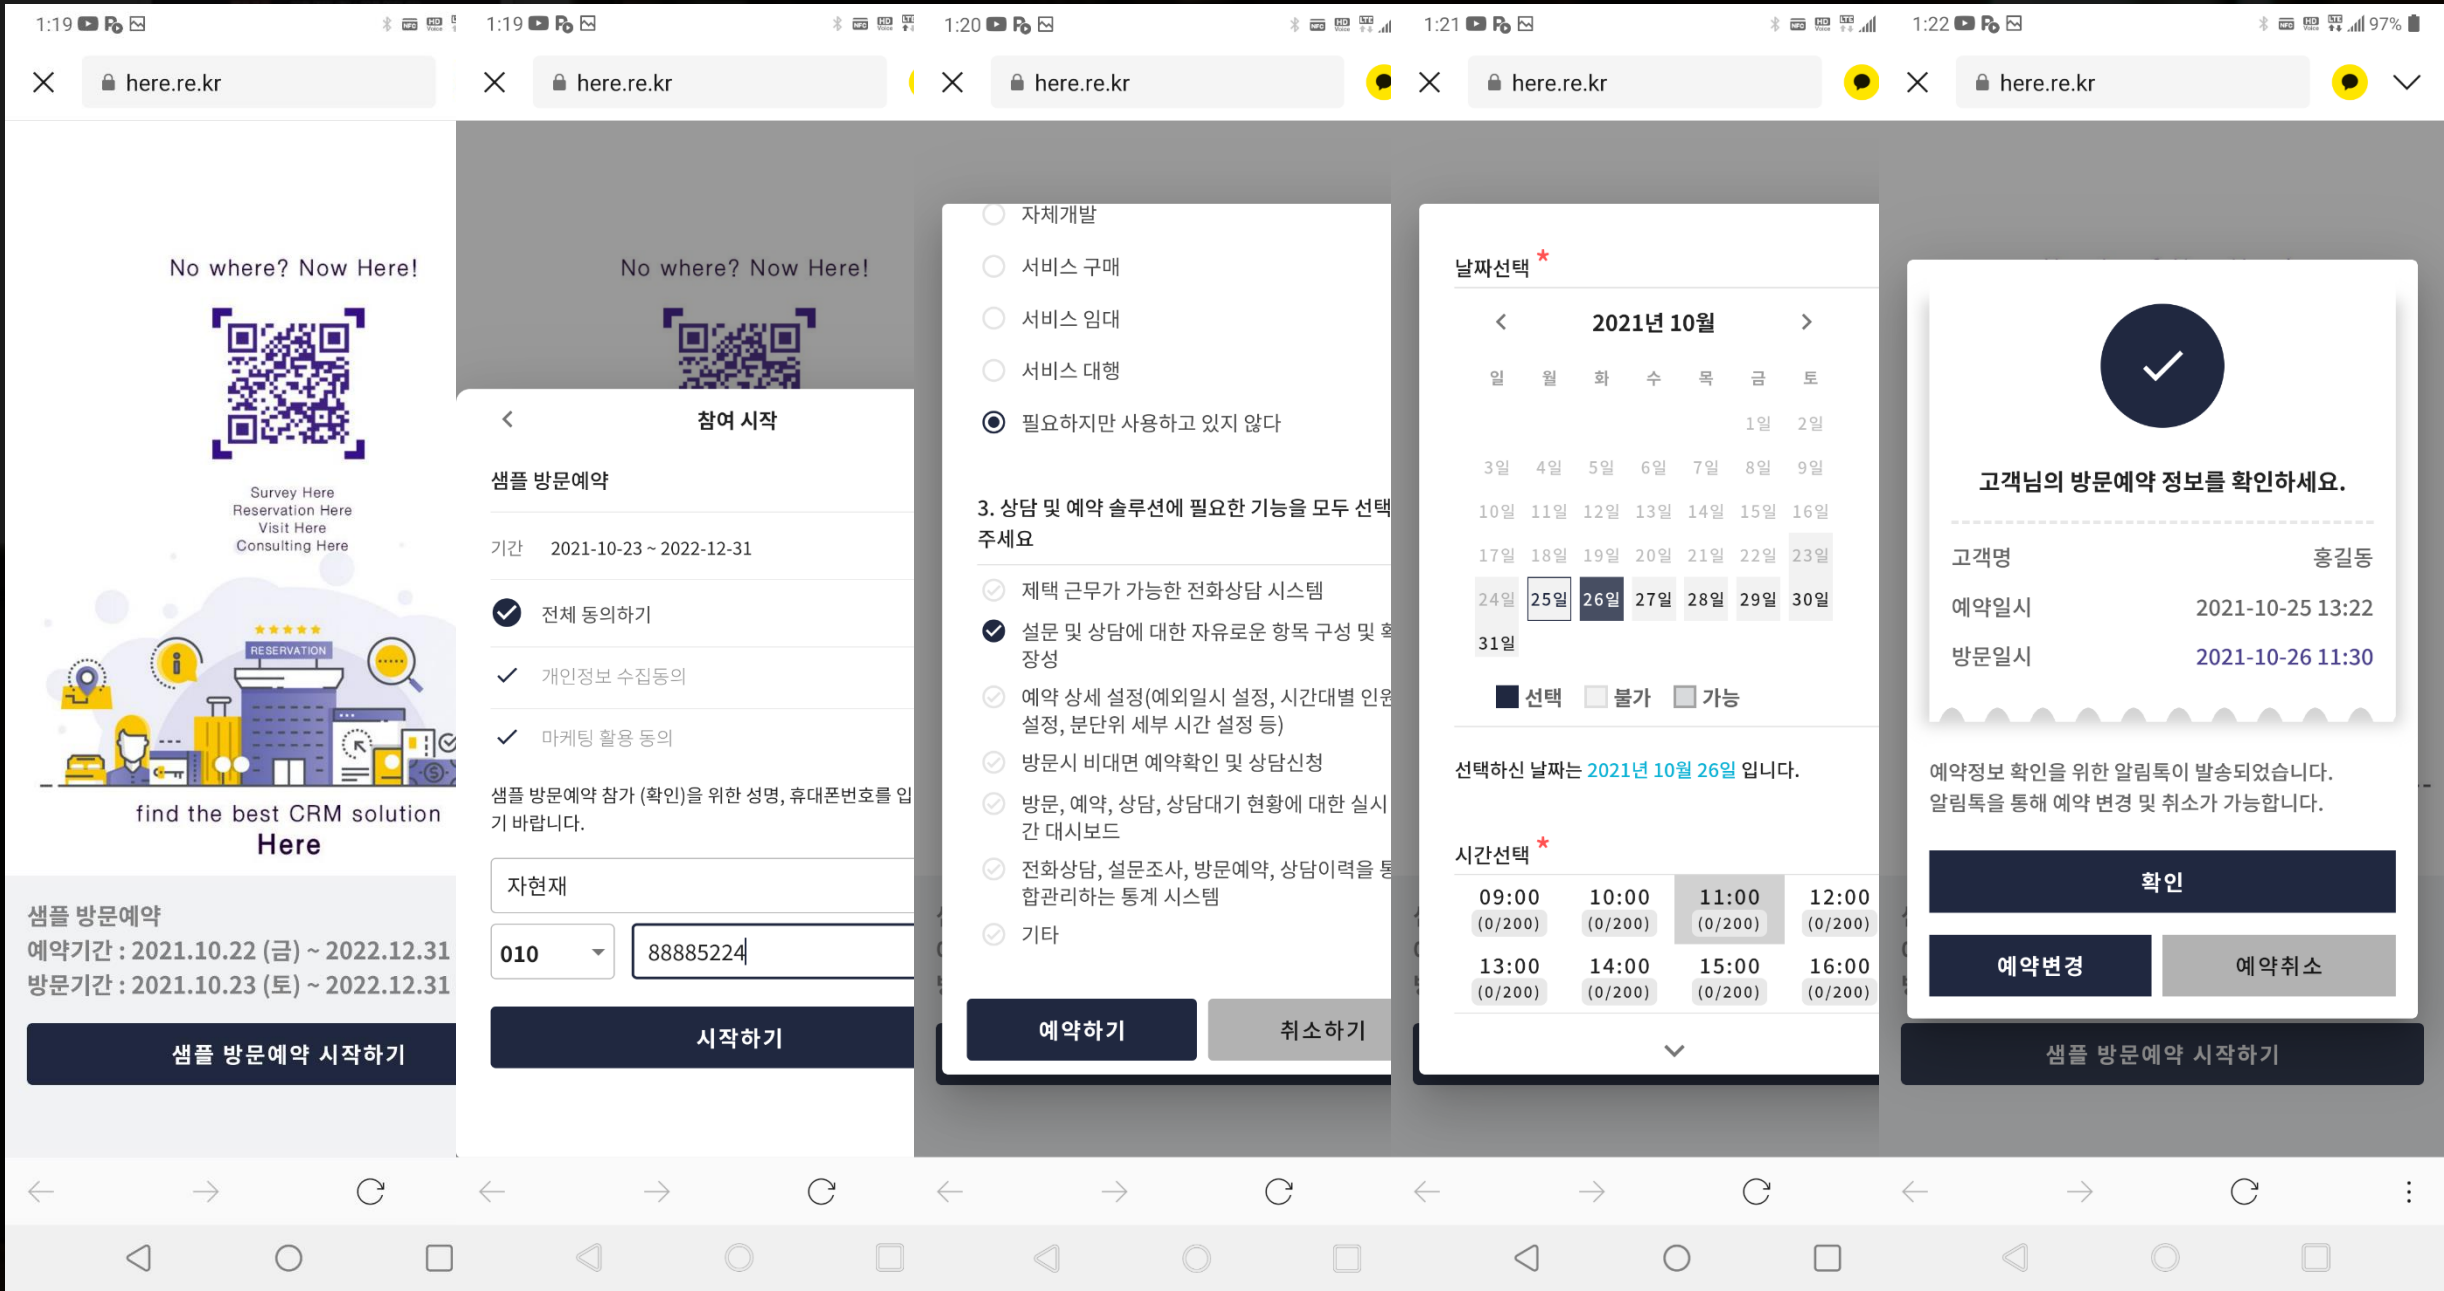 1:19
here.re.kr
No where? Now Here!
Survey Here
Reservation Here
Visit Here
Consulting Here
RESERVATION
find the best CRM solution
Here
샘플 방문예약
예약기간 : 2021.10.22 (금) ~ 2022.12.31
방문기간 : 2021.10.23 (토) ~ 2022.12.31
샘플 방문예약 시작하기
1:19
here.re.kr
No where? Now Here!
참여 시작
샘플 방문예약
기간 2021-10-23 ~ 2022-12-31
전체 동의하기
개인정보 수집동의
마케팅 활용 동의
샘플 방문예약 참가 (확인)을 위한 성명, 휴대폰번호를 입
기 바랍니다.
자현재
010 88885224
시작하기
1:20
here.re.kr
자체개발
서비스 구매
서비스 임대
서비스 대행
필요하지만 사용하고 있지 않다
3. 상담 및 예약 솔루션에 필요한 기능을 모두 선택
주세요
제택 근무가 가능한 전화상담 시스템
설문 및 상담에 대한 자유로운 항목 구성 및 확
장성
예약 상세 설정(예외일시 설정, 시간대별 인원
설정, 분단위 세부 시간 설정 등)
방문시 비대면 예약확인 및 상담신청
방문, 예약, 상담, 상담대기 현황에 대한 실시
간 대시보드
전화상담, 설문조사, 방문예약, 상담이력을 통
합관리하는 통계 시스템
기타
예약하기 취소하기
1:21
here.re.kr
날짜선택 *
2021년 10월
일 월 화 수 목 금 토
1일 2일
3일 4일 5일 6일 7일 8일 9일
10일 11일 12일 13일 14일 15일 16일
17일 18일 19일 20일 21일 22일 23일
24일 25일 26일 27일 28일 29일 30일
31일
선택 불가 가능
선택하신 날짜는 2021년 10월 26일 입니다.
시간선택 *
09:00 10:00 11:00 12:00
(0/200) (0/200) (0/200) (0/200)
13:00 14:00 15:00 16:00
(0/200) (0/200) (0/200) (0/200)
1:22 97%
here.re.kr
고객님의 방문예약 정보를 확인하세요.
고객명 홍길동
예약일시 2021-10-25 13:22
방문일시 2021-10-26 11:30
예약정보 확인을 위한 알림톡이 발송되었습니다.
알림톡을 통해 예약 변경 및 취소가 가능합니다.
확인
예약변경 예약취소
샘플 방문예약 시작하기